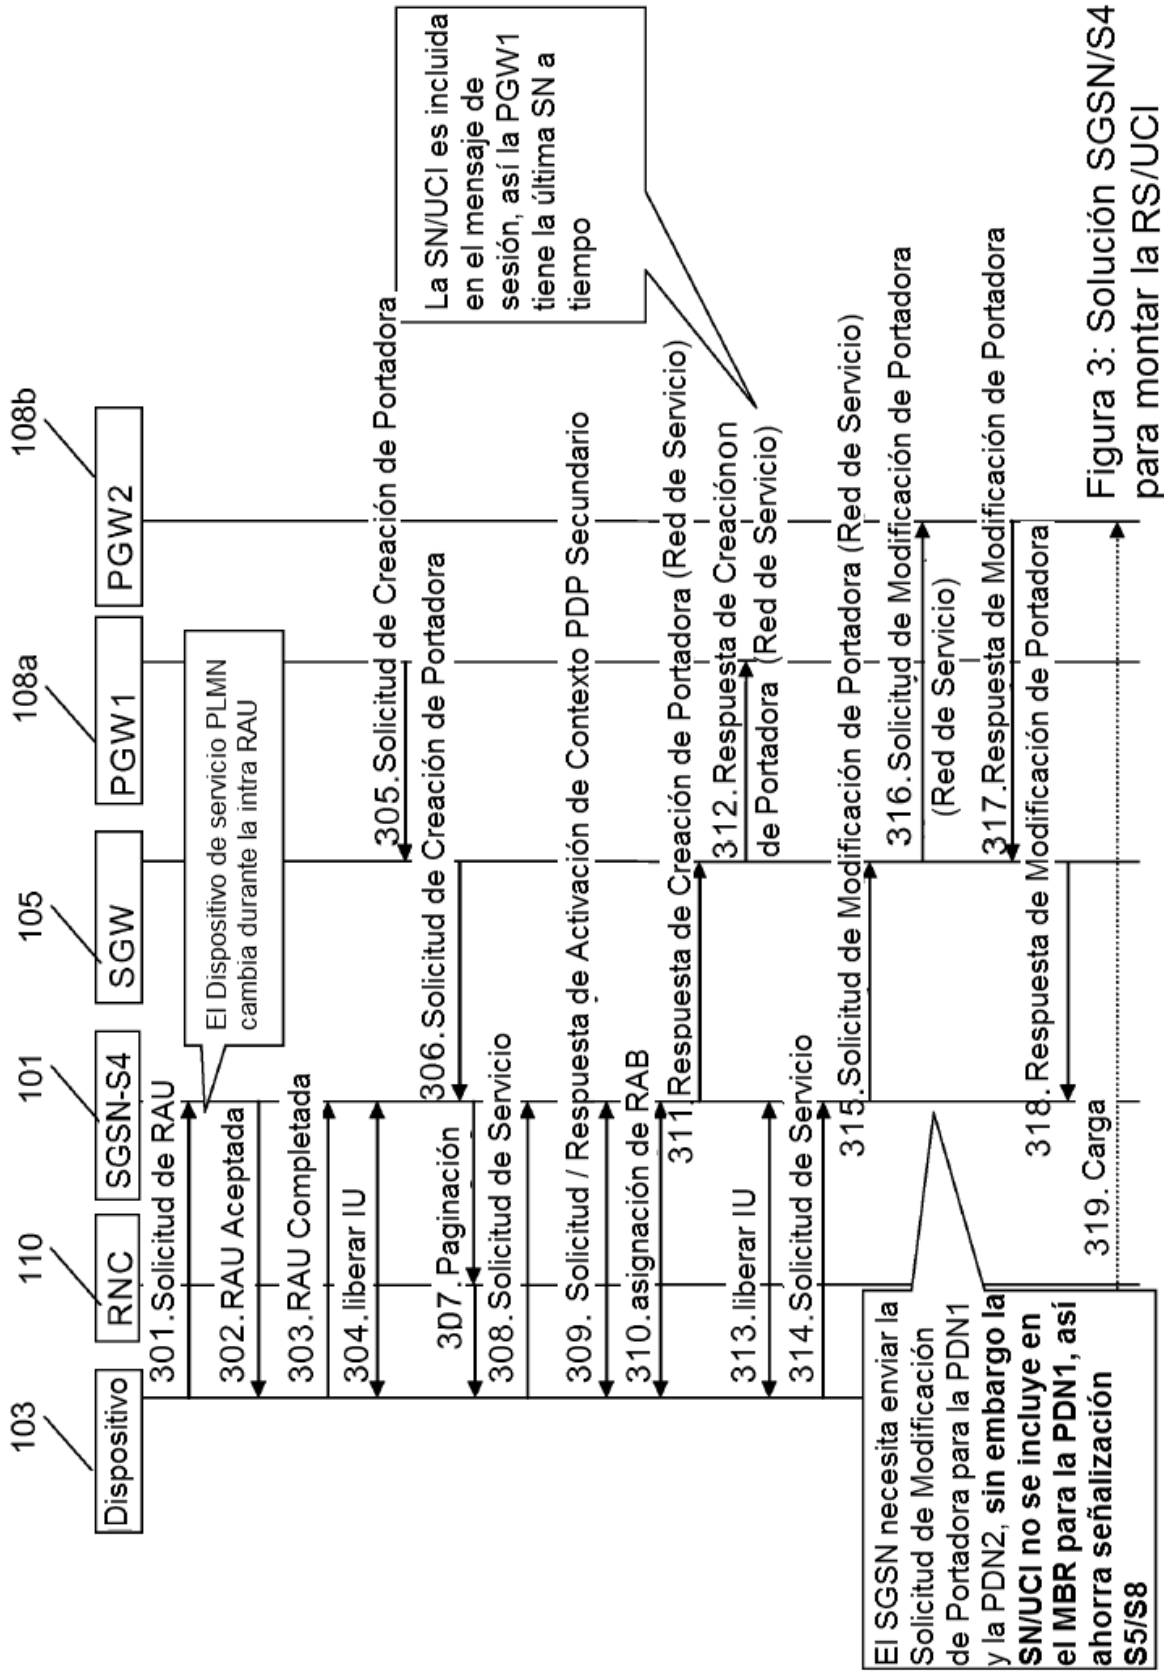 103
110
101
105
108a
108b
Dispositivo
RNC
SGSN-S4
SGW
PGW1
PGW2
301.Solicitud de RAU
El Dispositivo de servicio PLMN
cambia durante la intra RAU
302.RAU Aceptada
303.RAU Completada
304.liberar IU
305.Solicitud de Creación de Portadora
306.Solicitud de Creación de Portadora
307. Paginación
308.Solicitud de Servicio
309. Solicitud / Respuesta de Activación de Contexto PDP Secundario
310.asignación de RAB
311.Respuesta de Creación de Portadora (Red de Servicio)
312.Respuesta de Creaciónon
de Portadora (Red de Servicio)
La SN/UCI es incluida
en el mensaje de
sesión, así la PGW1
tiene la última SN a
tiempo
313.liberar IU
314.Solicitud de Servicio
315.Solicitud de Modificación de Portadora (Red de Servicio)
316.Solicitud de Modificación de Portadora
(Red de Servicio)
317.Respuesta de Modificación de Portadora
318. Respuesta de Modificación de Portadora
319. Carga
El SGSN necesita enviar la
Solicitud de Modificación
de Portadora para la PDN1
y la PDN2, sin embargo la
SN/UCI no se incluye en
el MBR para la PDN1, así
ahorra señalización
S5/S8
Figura 3: Solución SGSN/S4
para montar la RS/UCI